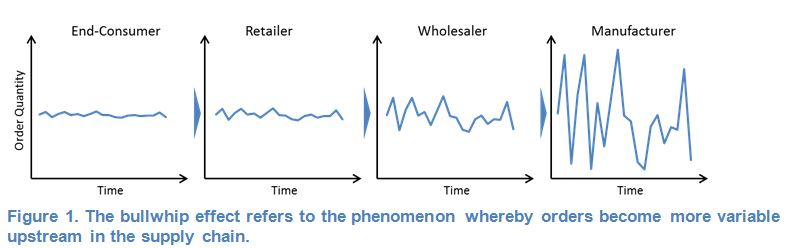 End-Consumer
Retailer
Wholesaler
Manufacturer
Order Quantity
Time
Time
Time
Time
Figure 1. The bullwhip effect refers to the phenomenon whereby orders become more variable
upstream in the supply chain.